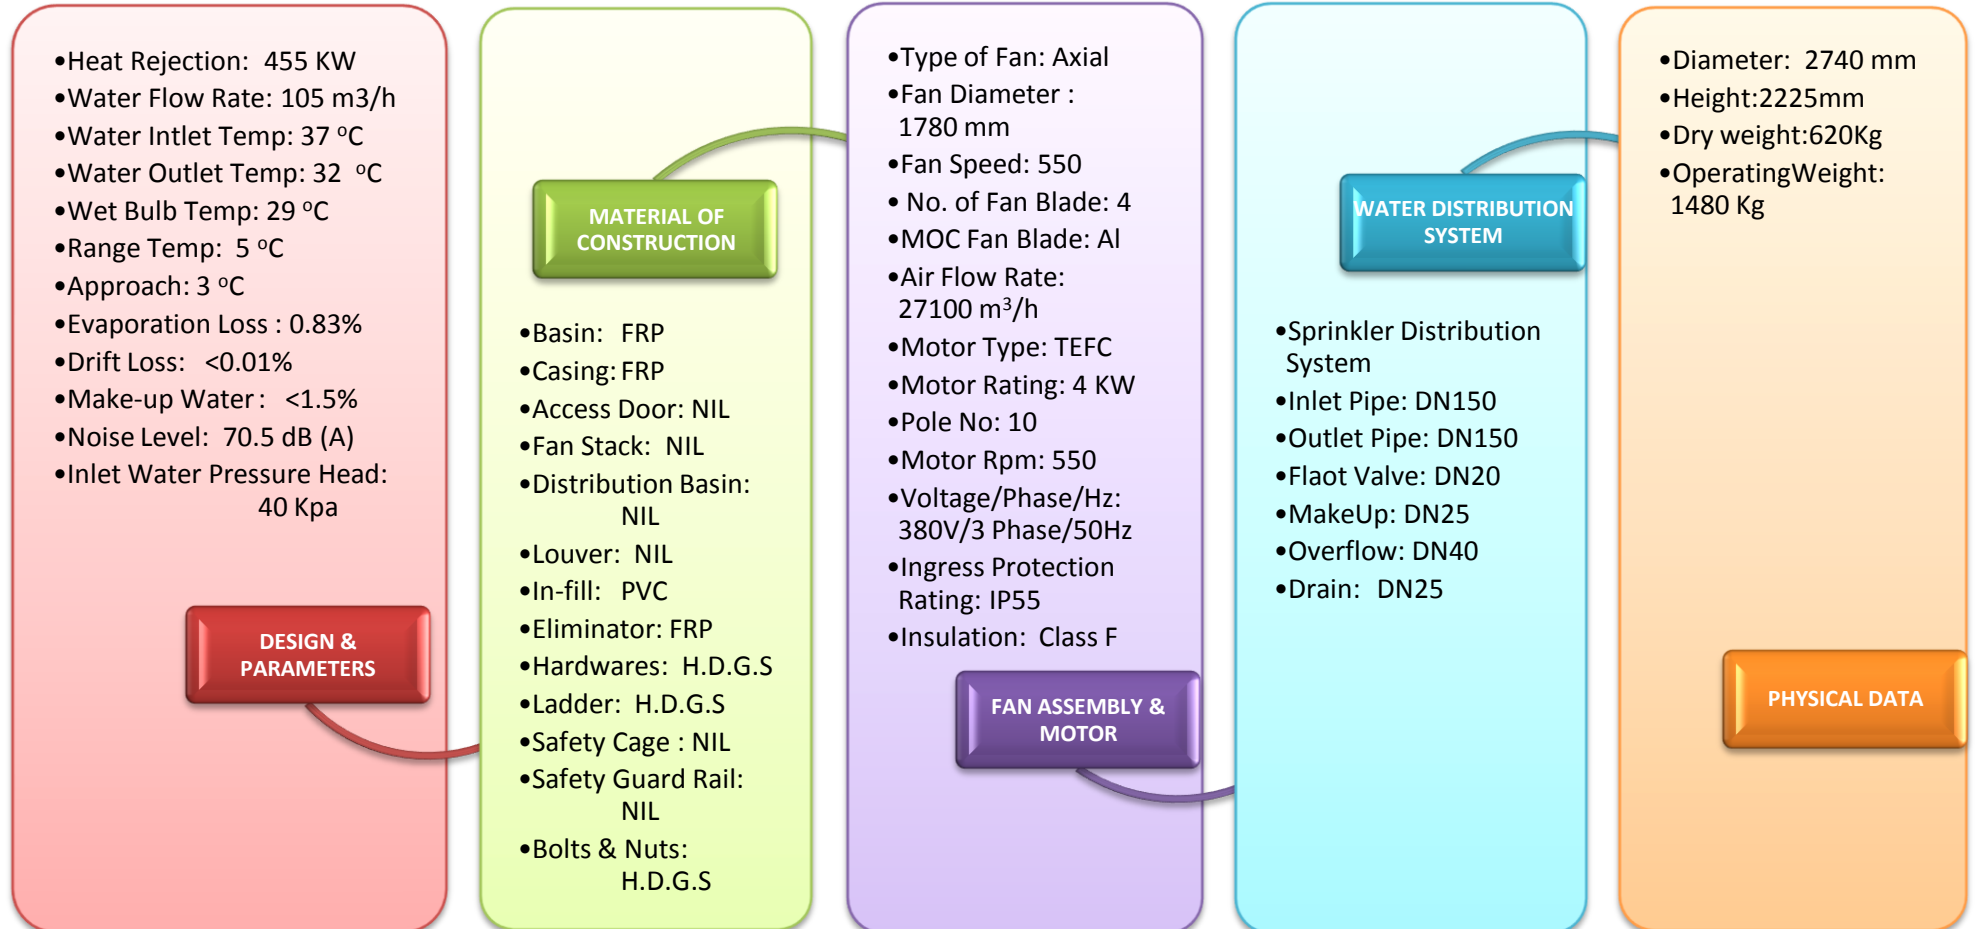 •Heat Rejection: 455 KW
•Water Flow Rate: 105 m3/h
•Water Intlet Temp: 37 ᵒC
•Water Outlet Temp: 32 ᵒC
•Wet Bulb Temp: 29 ᵒC
•Range Temp: 5 ᵒC
•Approach: 3 ᵒC
•Evaporation Loss : 0.83%
•Drift Loss: <0.01%
•Make-up Water : <1.5%
•Noise Level: 70.5 dB (A)
•Inlet Water Pressure Head:
40 Kpa
DESIGN &
PARAMETERS
MATERIAL OF
CONSTRUCTION
•Basin: FRP
•Casing: FRP
•Access Door: NIL
•Fan Stack: NIL
•Distribution Basin:
NIL
•Louver: NIL
•In-fill: PVC
•Eliminator: FRP
•Hardwares: H.D.G.S
•Ladder: H.D.G.S
•Safety Cage : NIL
•Safety Guard Rail:
NIL
•Bolts & Nuts:
H.D.G.S
•Type of Fan: Axial
•Fan Diameter :
1780 mm
•Fan Speed: 550
• No. of Fan Blade: 4
•MOC Fan Blade: Al
•Air Flow Rate:
27100 m³/h
•Motor Type: TEFC
•Motor Rating: 4 KW
•Pole No: 10
•Motor Rpm: 550
•Voltage/Phase/Hz:
380V/3 Phase/50Hz
•Ingress Protection
Rating: IP55
•Insulation: Class F
FAN ASSEMBLY &
MOTOR
WATER DISTRIBUTION
SYSTEM
•Sprinkler Distribution
System
•Inlet Pipe: DN150
•Outlet Pipe: DN150
•Flaot Valve: DN20
•MakeUp: DN25
•Overflow: DN40
•Drain: DN25
•Diameter: 2740 mm
•Height:2225mm
•Dry weight:620Kg
•OperatingWeight:
1480 Kg
PHYSICAL DATA